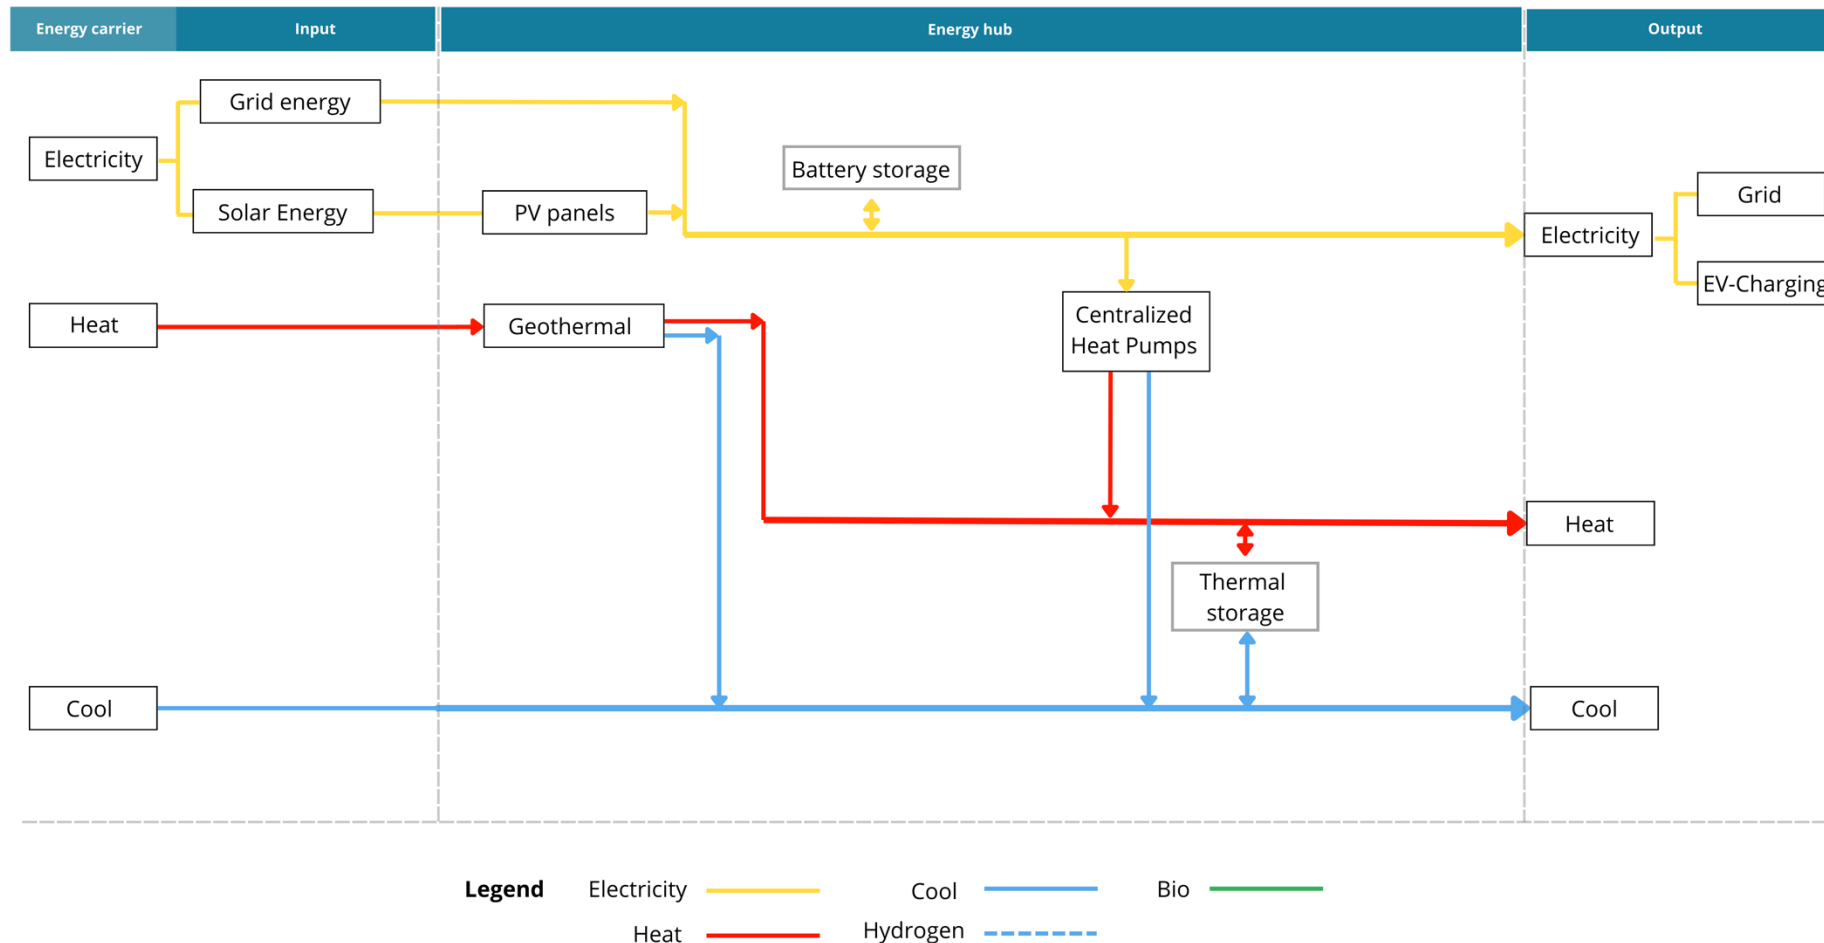 Energy carrier
Input
Energy hub
Output
Grid energy
Electricity
Battery storage
Solar Energy
PV panels
Grid
Electricity
EV-Charging
Heat
Geothermal
Centralized
Heat Pumps
Heat
Thermal
storage
Cool
Cool
Legend
Electricity
Cool
Bio
Heat
Hydrogen